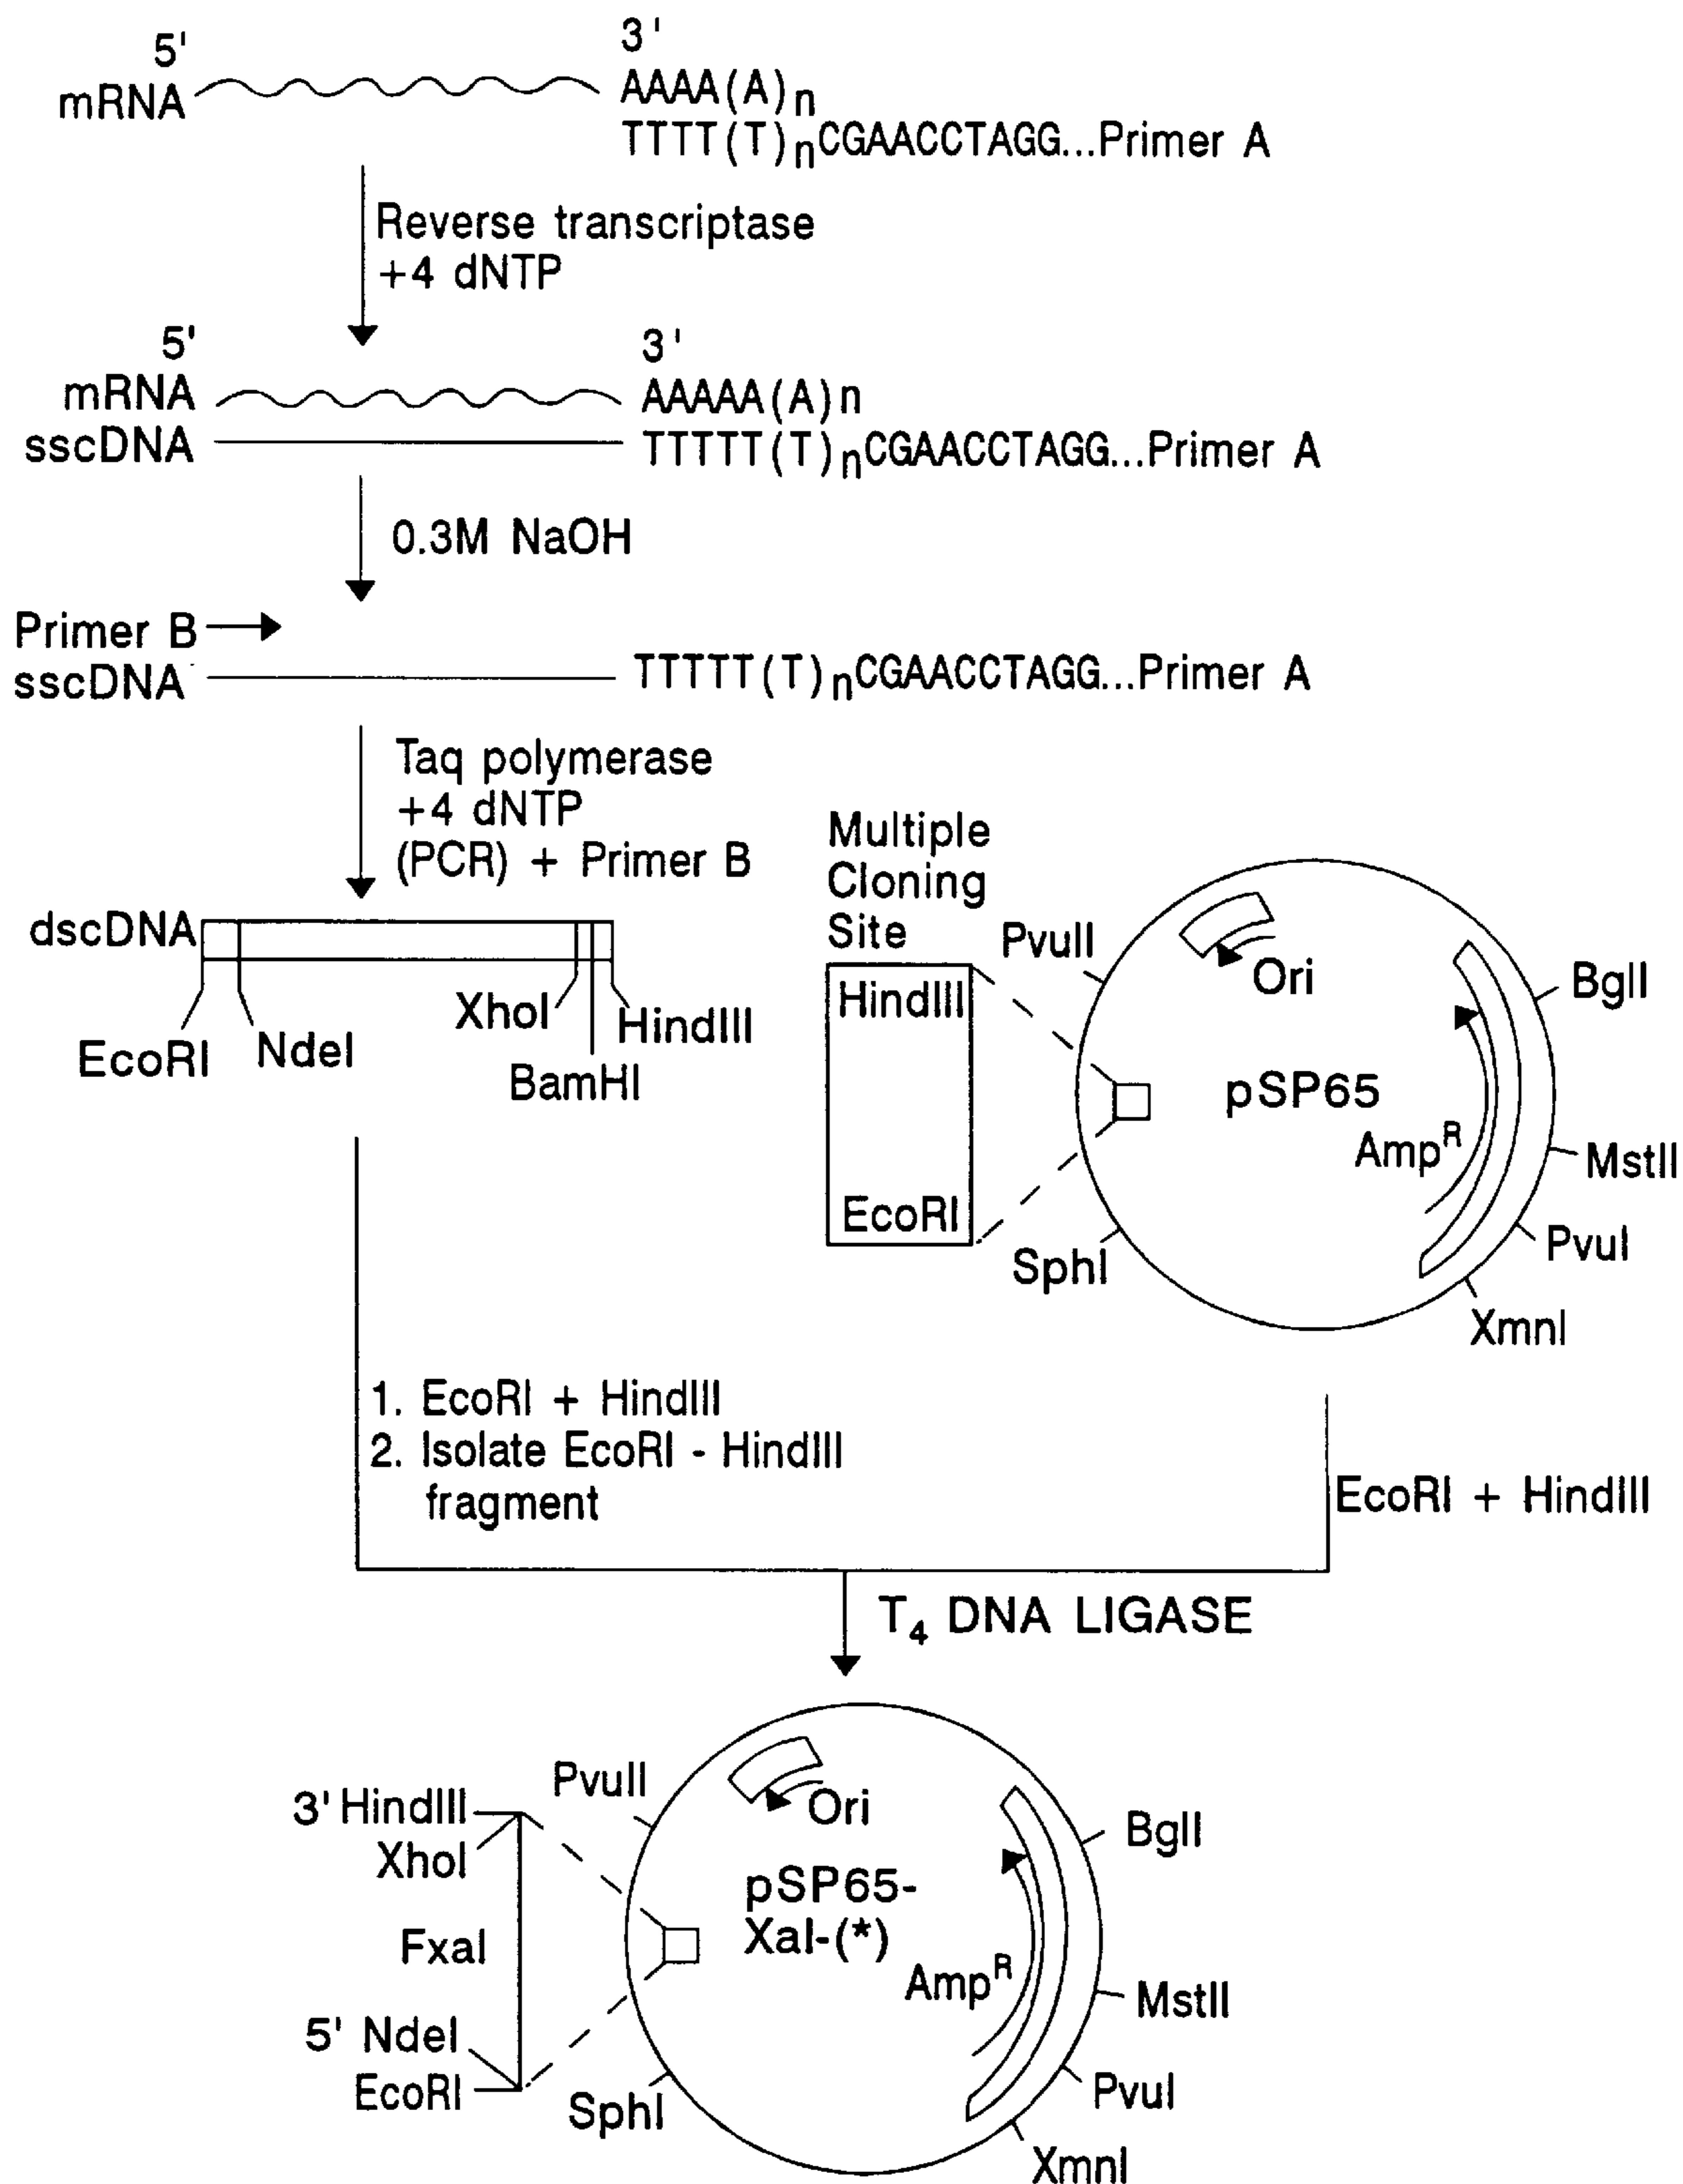 5' 3'
mRNA AAAA(A)n
TTTT(T)nCGAACCTAGG...Primer A
Reverse transcriptase
+4 dNTP
5' 3'
mRNA AAAAA(A)n
sscDNA TTTTT(T)nCGAACCTAGG...Primer A
0.3M NaOH
Primer B
sscDNA TTTTT(T)nCGAACCTAGG...Primer A
Taq polymerase
+4 dNTP
(PCR) + Primer B
dscDNA
EcoRI
NdeI
XhoI
BamHI
HindIII
Multiple
Cloning
Site
HindIII
EcoRI
PvuII
Ori
BglI
pSP65
AmpR
MstII
PvuI
SphI
XmnI
1. EcoRI + HindIII
2. Isolate EcoRI - HindIII
fragment
EcoRI + HindIII
T4 DNA LIGASE
3' HindIII
XhoI
FxaI
5' NdeI
EcoRI
PvuII
Ori
BglI
pSP65-
XaI-(*)
AmpR
MstII
PvuI
SphI
XmnI